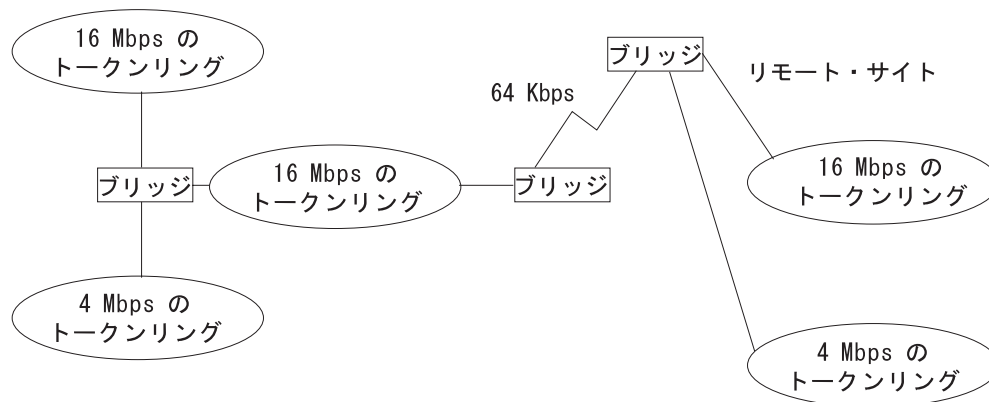 16 Mbps の
トークンリング
ブリッジ
リモート・サイト
64 Kbps
ブリッジ
16 Mbps の
トークンリング
ブリッジ
16 Mbps の
トークンリング
4 Mbps の
トークンリング
4 Mbps の
トークンリング